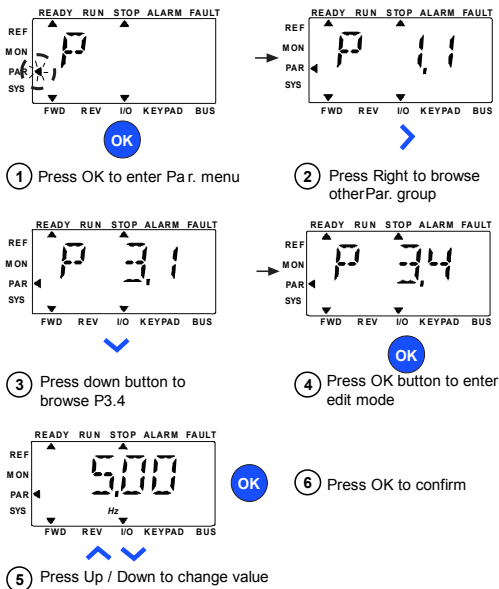 READY RUN STOP ALARM FAULT
REF
MON
PAR
SYS
P
FWD REV I/O KEYPAD BUS
OK
1 Press OK to enter Par. menu
READY RUN STOP ALARM FAULT
REF
MON
PAR
SYS
P 1,1
FWD REV I/O KEYPAD BUS
2 Press Right to browse
otherPar. group
READY RUN STOP ALARM FAULT
REF
MON
PAR
SYS
P 3,1
FWD REV I/O KEYPAD BUS
3 Press down button to
browse P3.4
READY RUN STOP ALARM FAULT
REF
MON
PAR
SYS
P 3,4
FWD REV I/O KEYPAD BUS
OK
4 Press OK button to enter
edit mode
READY RUN STOP ALARM FAULT
REF
MON
PAR
SYS
5,00
Hz
FWD REV I/O KEYPAD BUS
5 Press Up / Down to change value
OK
6 Press OK to confirm